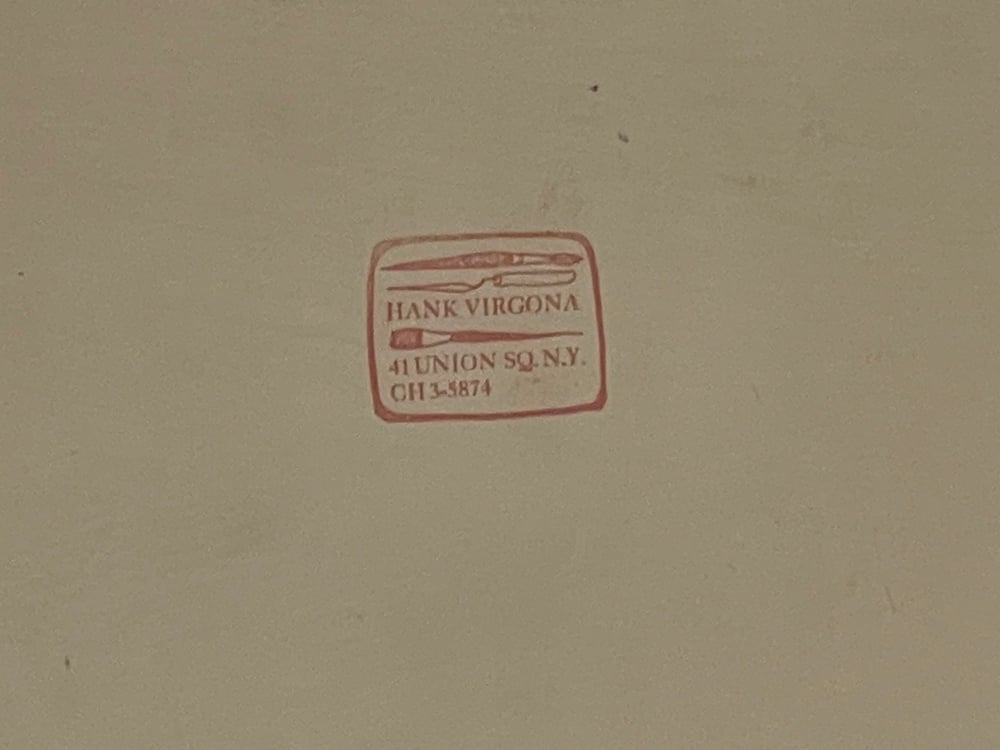 HANK VIRGONA
41 UNION SQ. N.Y.
CH 3-5874